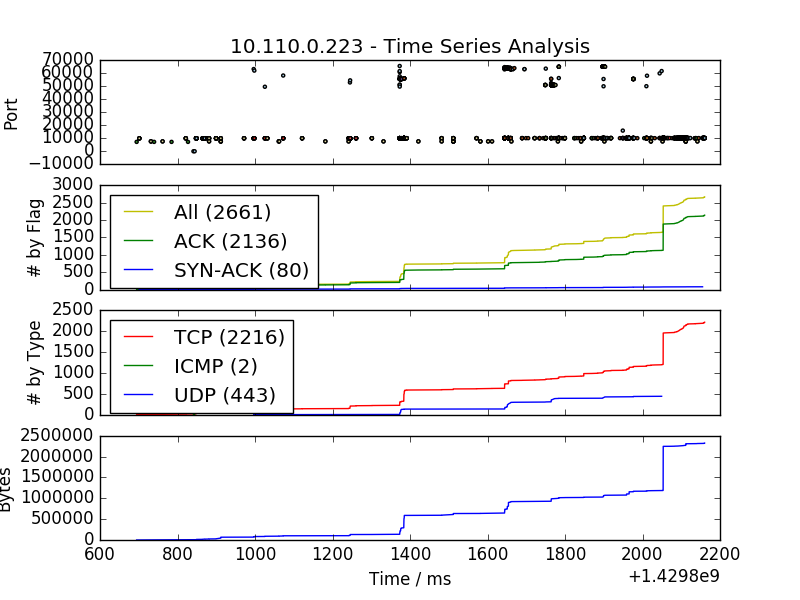 10.110.0.223 - Time Series Analysis
70000
60000
50000
40000
30000
20000
10000
0
−10000
Port
3000
2500
2000
1500
1000
500
0
# by Flag
All (2661)
ACK (2136)
SYN-ACK (80)
2500
2000
1500
1000
500
0
# by Type
TCP (2216)
ICMP (2)
UDP (443)
2500000
2000000
1500000
1000000
500000
0
Bytes
600 800 1000 1200 1400 1600 1800 2000 2200
Time / ms
+1.4298e9